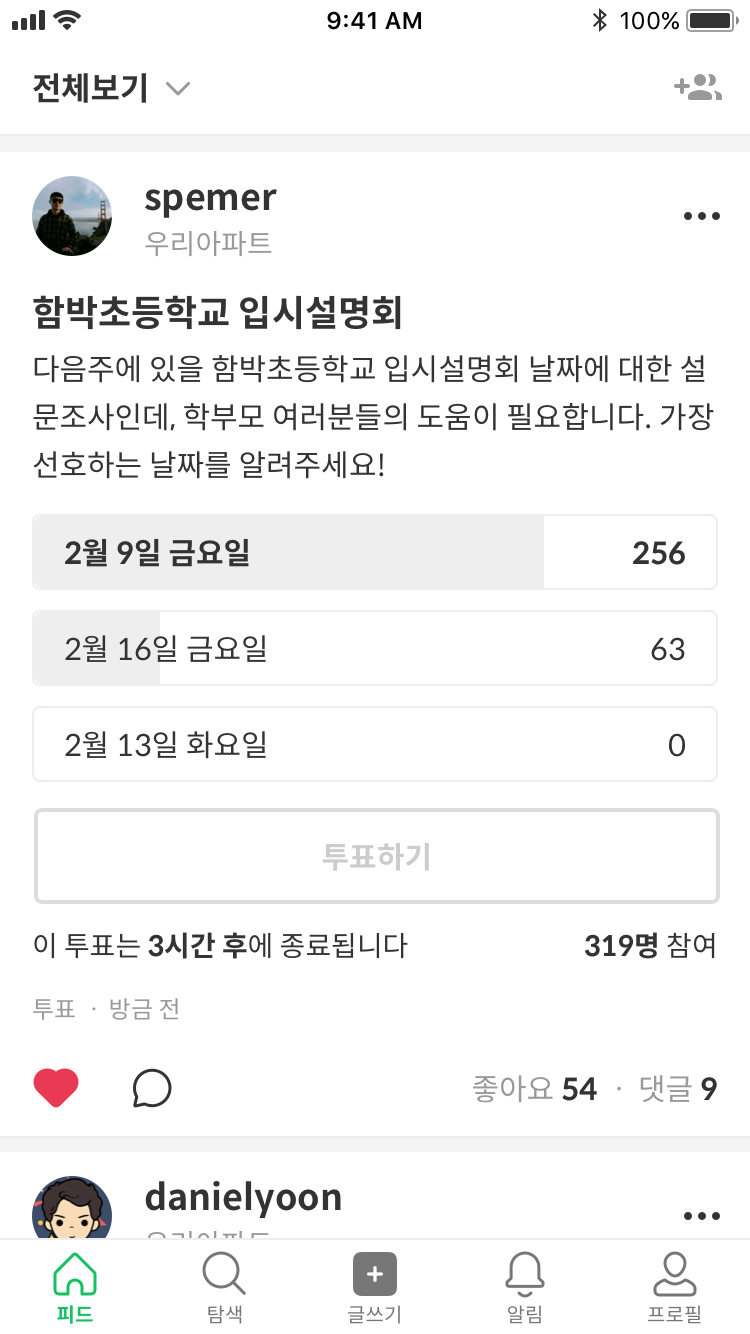 9:41 AM
100%
전체보기
spemer
우리아파트
함박초등학교 입시설명회
다음주에 있을 함박초등학교 입시설명회 날짜에 대한 설
문조사인데, 학부모 여러분들의 도움이 필요합니다. 가장
선호하는 날짜를 알려주세요!
2월 9일 금요일 256
2월 16일 금요일 63
2월 13일 화요일 0
투표하기
이 투표는 3시간 후에 종료됩니다 319명 참여
투표 · 방금 전
좋아요 54 · 댓글 9
danielyoon
우리아파트
피드 탐색 글쓰기 알림 프로필